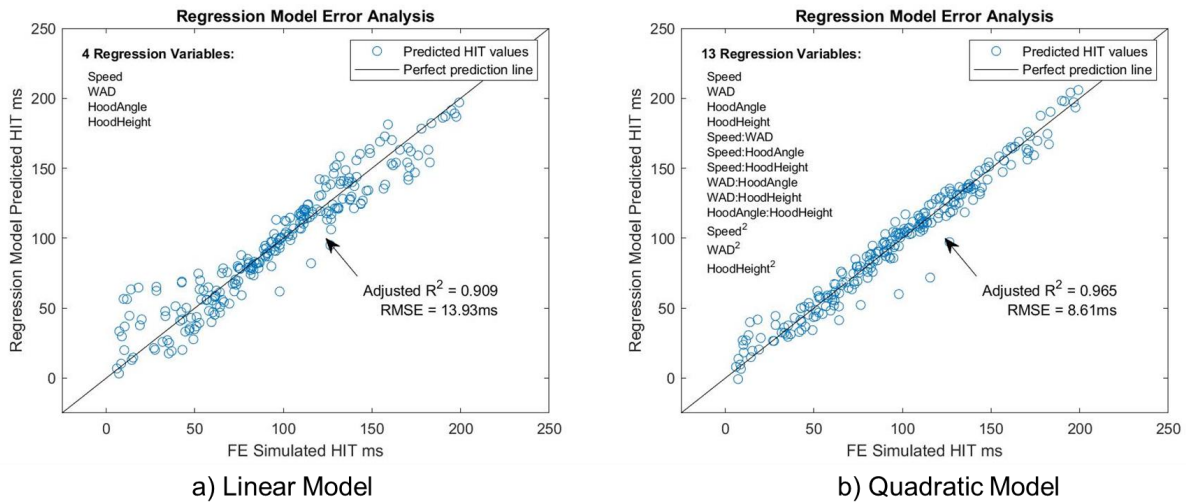 Regression Model Error Analysis
250
200
150
100
50
0
Regression Model Predicted HIT ms
4 Regression Variables:
Speed
WAD
HoodAngle
HoodHeight
Predicted HIT values
Perfect prediction line
Adjusted R² = 0.909
RMSE = 13.93ms
0 50 100 150 200 250
FE Simulated HIT ms
a) Linear Model
Regression Model Error Analysis
250
200
150
100
50
0
Regression Model Predicted HIT ms
13 Regression Variables:
Speed
WAD
HoodAngle
HoodHeight
Speed:WAD
Speed:HoodAngle
Speed:HoodHeight
WAD:HoodAngle
WAD:HoodHeight
HoodAngle:HoodHeight
Speed²
WAD²
HoodHeight²
Predicted HIT values
Perfect prediction line
Adjusted R² = 0.965
RMSE = 8.61ms
0 50 100 150 200 250
FE Simulated HIT ms
b) Quadratic Model